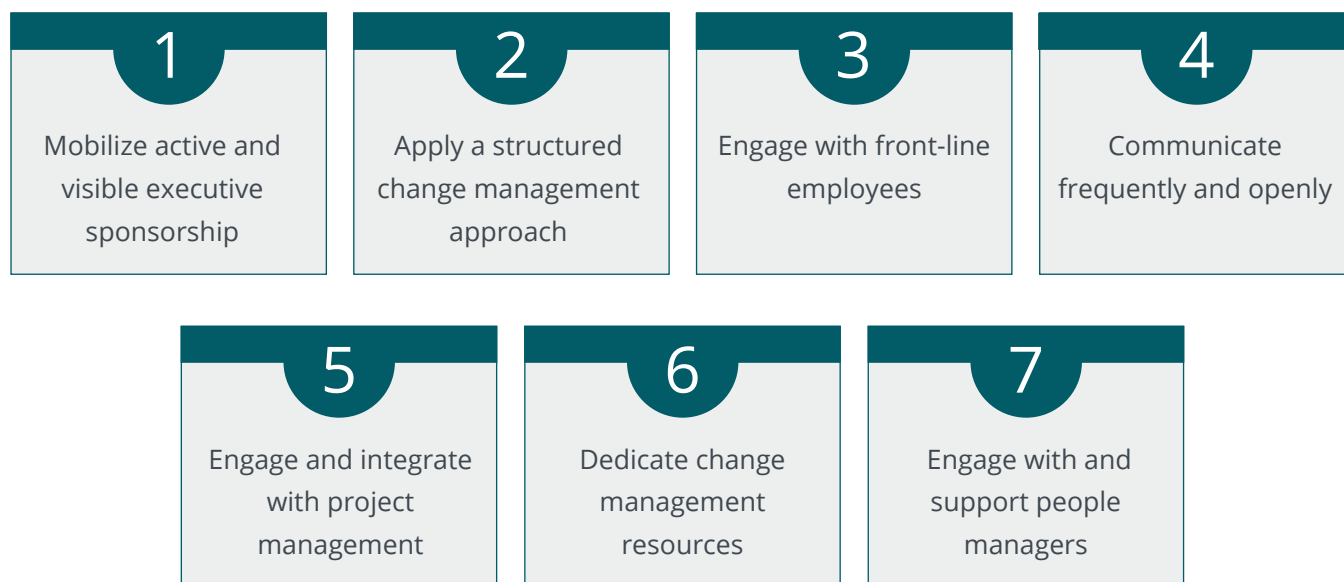 1
Mobilize active and
visible executive
sponsorship
2
Apply a structured
change management
approach
3
Engage with front-line
employees
4
Communicate
frequently and openly
5
Engage and integrate
with project
management
6
Dedicate change
management
resources
7
Engage with and
support people
managers